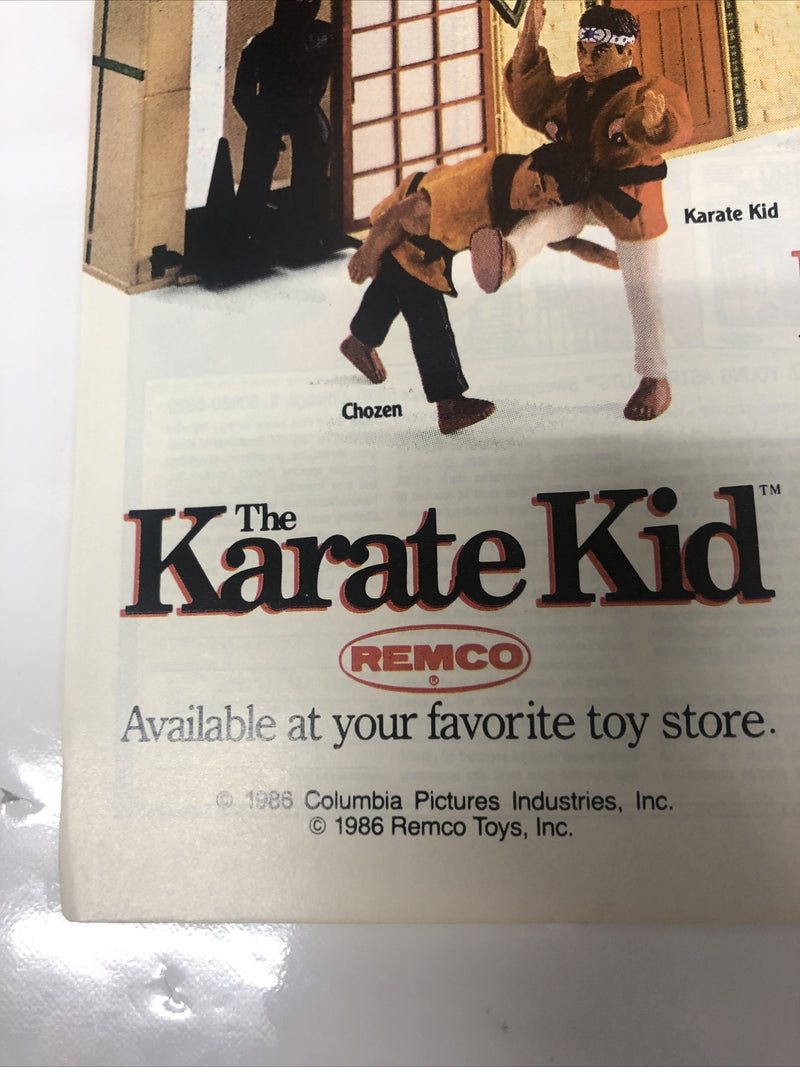 Karate Kid
Chozen
The
Karate Kid™
REMCO
®
Available at your favorite toy store.
© 1986 Columbia Pictures Industries, Inc.
© 1986 Remco Toys, Inc.